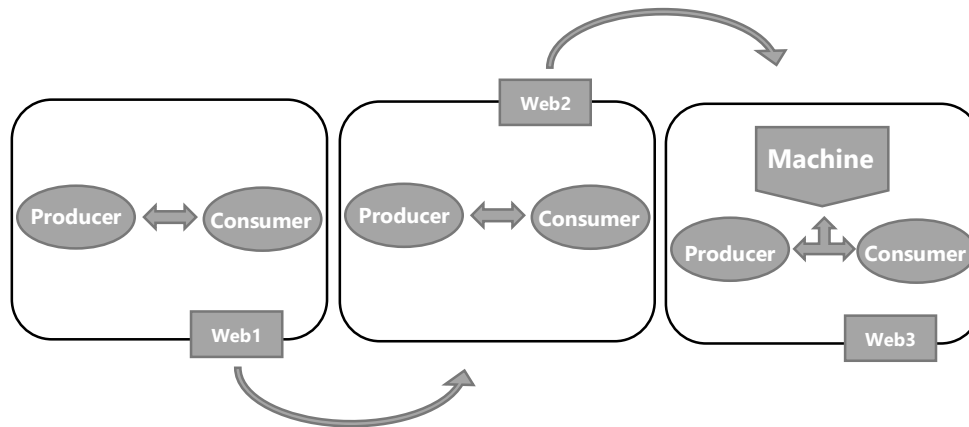 Web2
Machine
Producer
Consumer
Producer
Consumer
Producer
Consumer
Web1
Web3